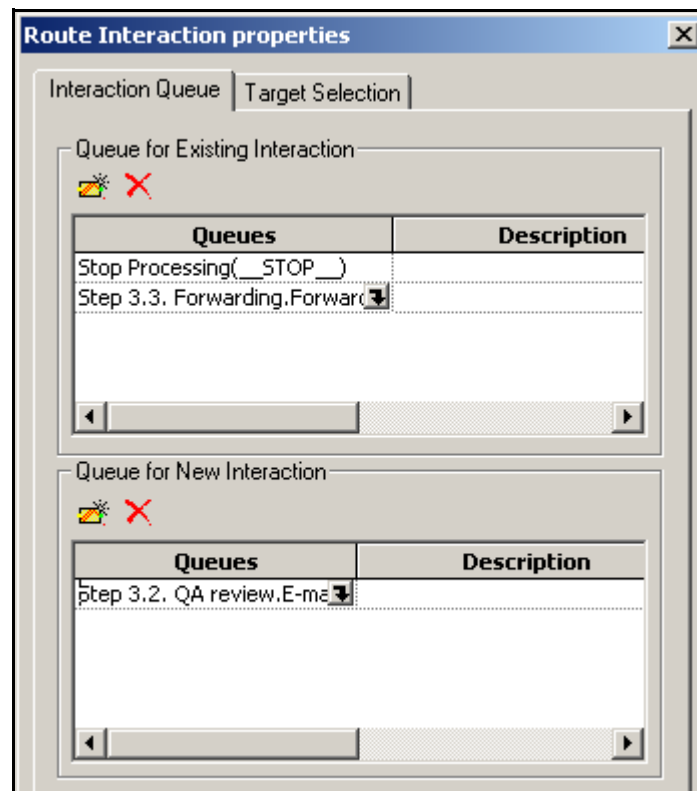 Route Interaction properties
Interaction Queue Target Selection
Queue for Existing Interaction
Queues Description
Stop Processing(__STOP__)
Step 3.3. Forwarding.Forward
Queue for New Interaction
Queues Description
Step 3.2. QA review.E-ma